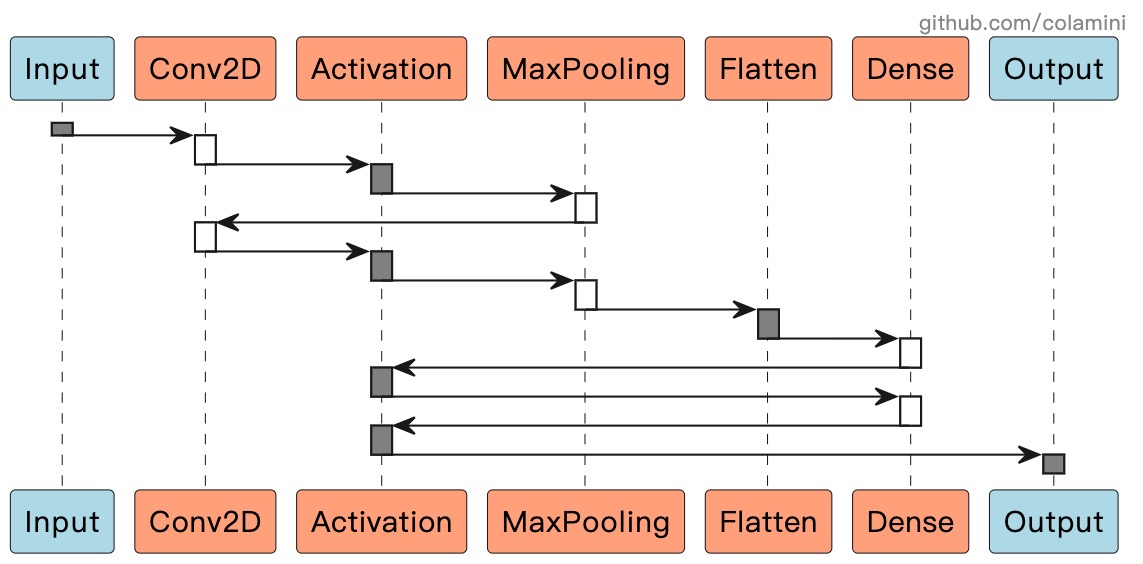 github.com/colamini
Input Conv2D Activation MaxPooling Flatten Dense Output
Input Conv2D Activation MaxPooling Flatten Dense Output